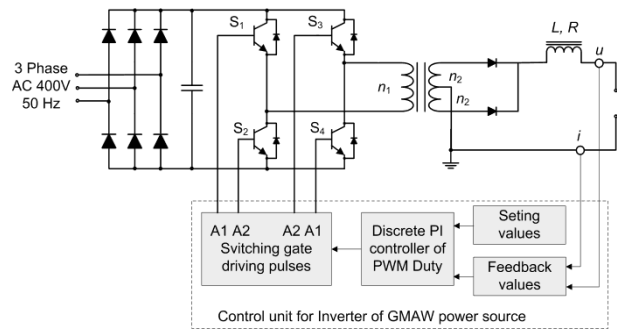 S1
S3
L, R
u
3 Phase
AC 400V
50 Hz
n1
n2
n2
S2
S4
i
A1 A2
A2 A1
Switching gate
driving pulses
Discrete PI
controller of
PWM Duty
Seting
values
Feedback
values
Control unit for Inverter of GMAW power source